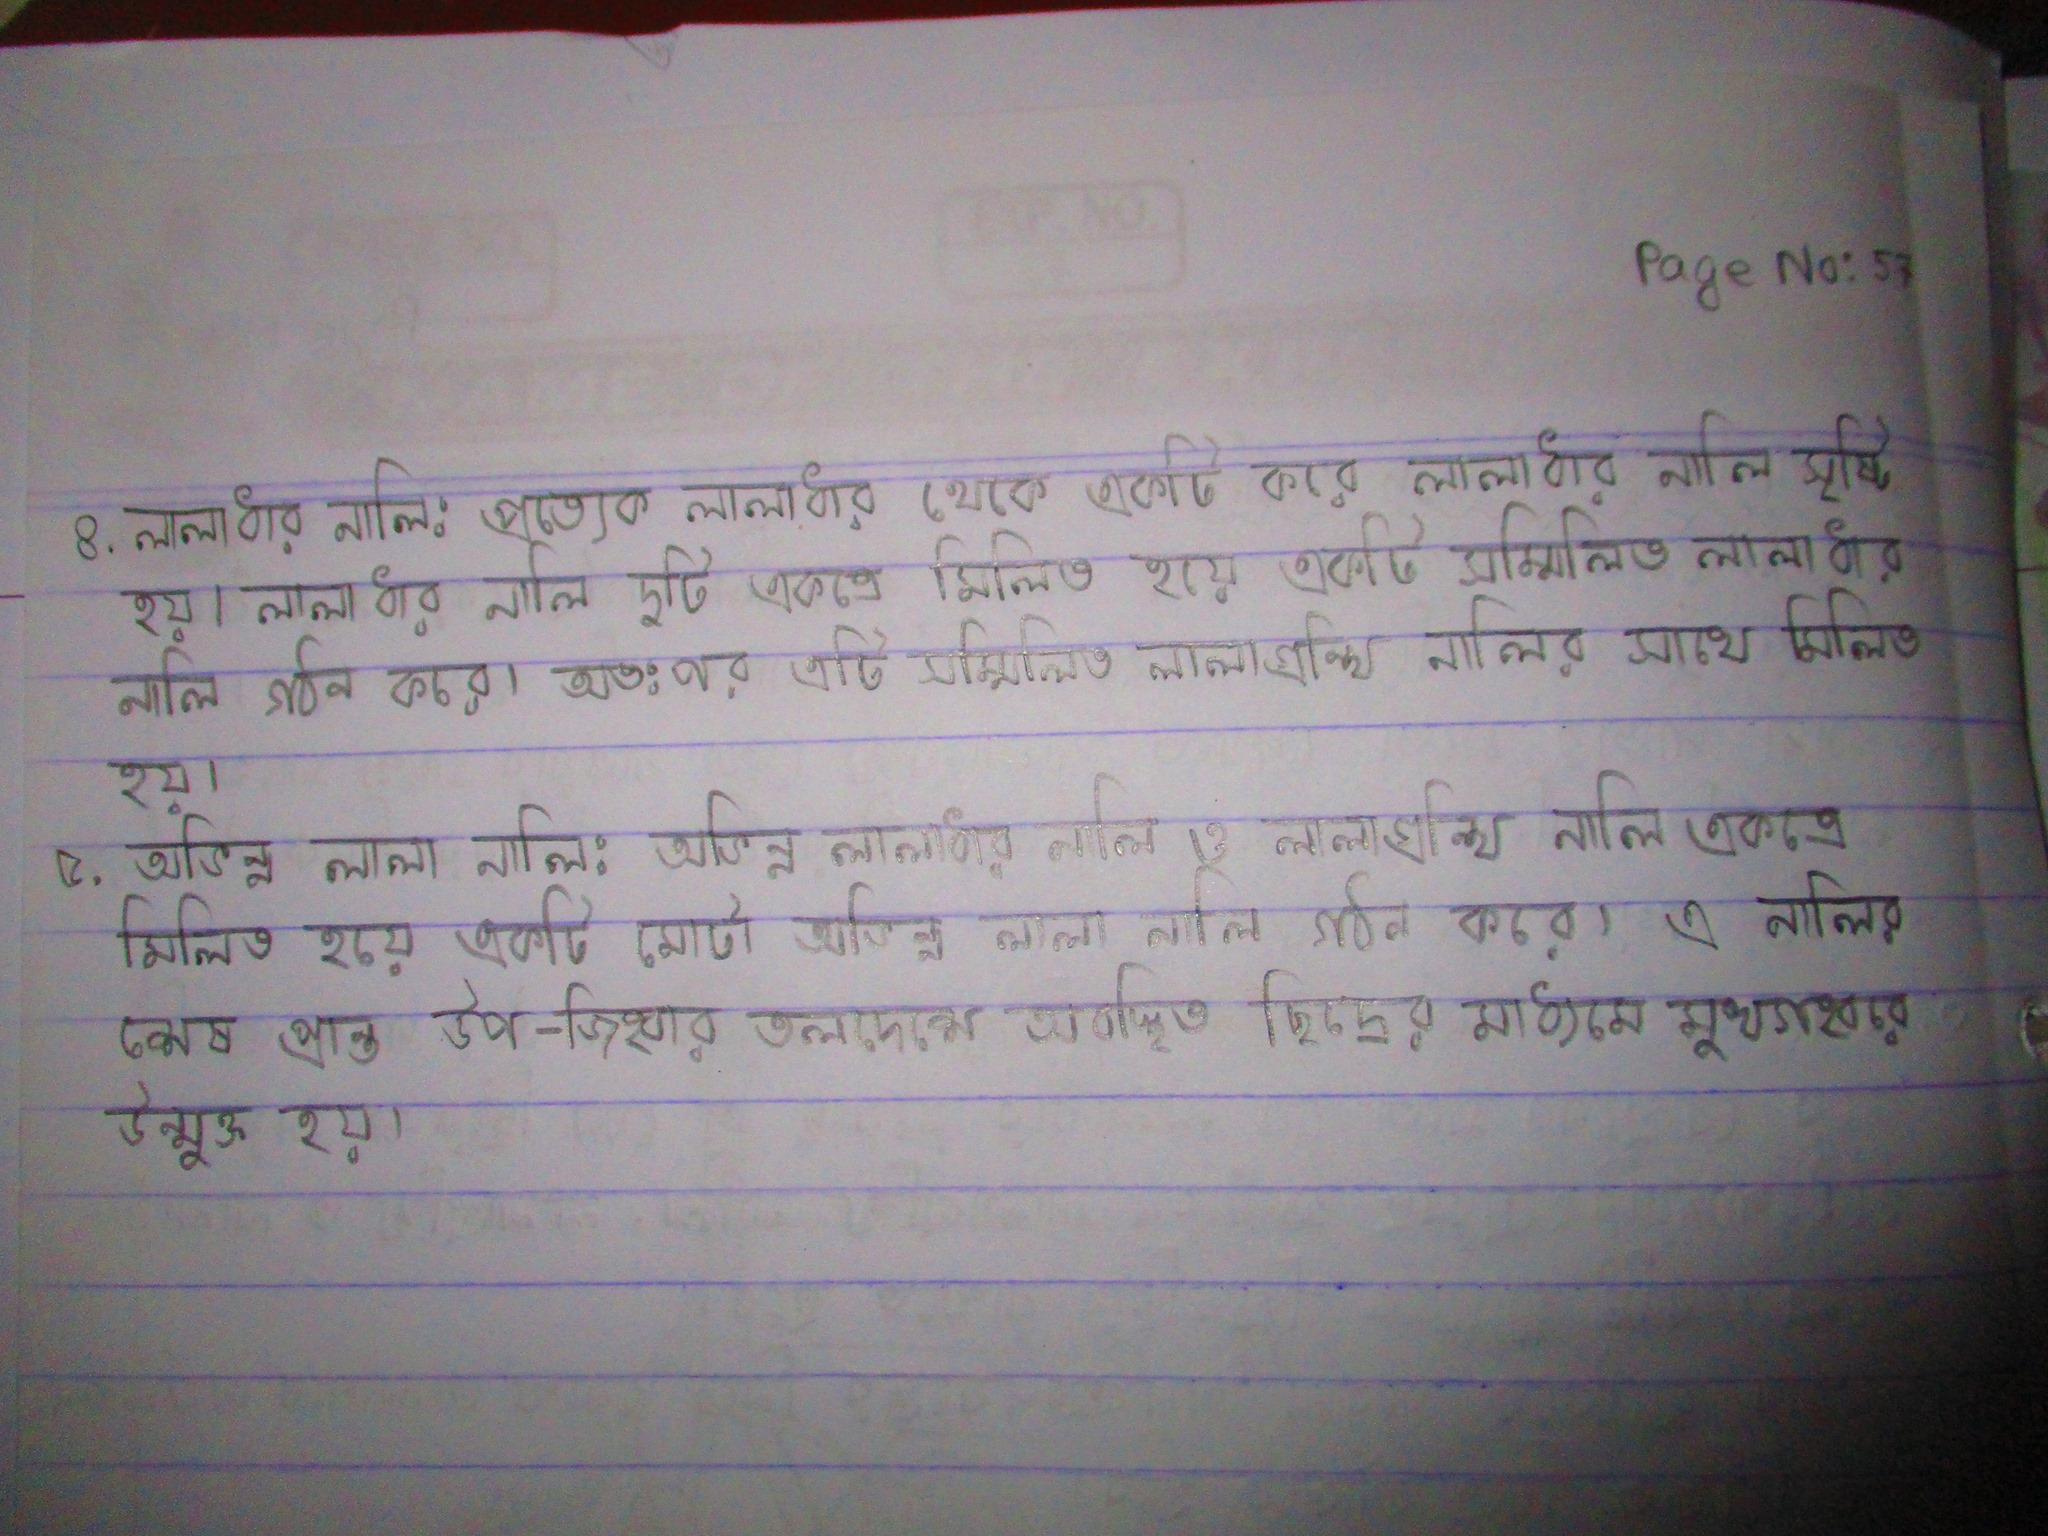 Page No: 57
৪. লালাধার নালিঃ প্রত্যেক লালাধার থেকে একটি করে লালাধার নালি সৃষ্টি
হয়। লালাধার নালি দুটি একত্রে মিলিত হয়ে একটি সম্মিলিত লালাধার
নালি গঠন করে। অতঃপর এটি সম্মিলিত লালাগ্রন্থি নালির সাথে মিলিত
হয়।
৫. অভিন্ন লালা নালিঃ অভিন্ন লালাধার নালি ও লালাগ্রন্থি নালি একত্রে
মিলিত হয়ে একটি মোটা অভিন্ন লালা নালি গঠন করে। এ নালির
শেষ প্রান্ত উপ-জিহ্বার তলদেশে অবস্থিত ছিদ্রের মাধ্যমে মুখগহ্বরে
উন্মুক্ত হয়।